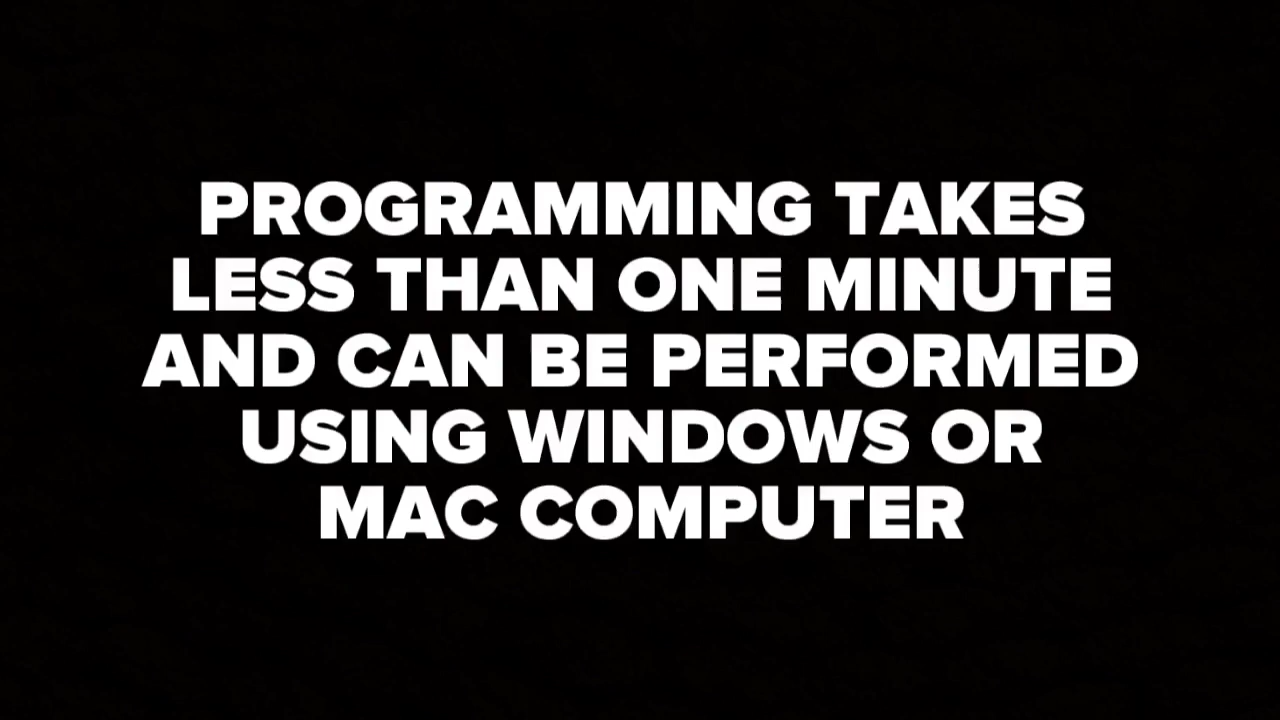 PROGRAMMING TAKES
LESS THAN ONE MINUTE
AND CAN BE PERFORMED
USING WINDOWS OR
MAC COMPUTER